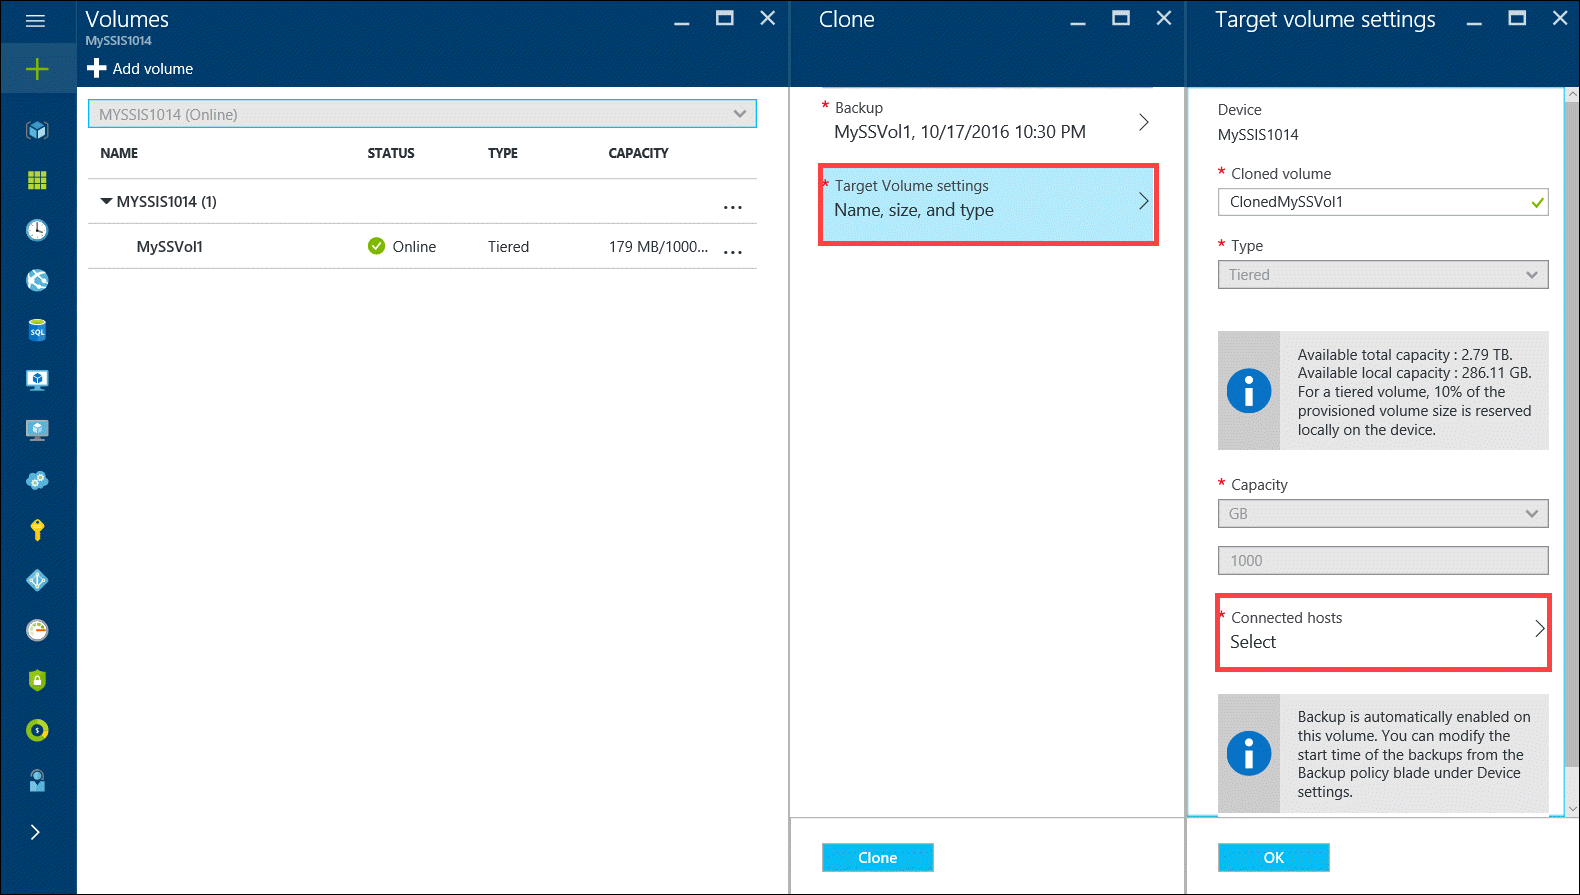 Volumes
MySSIS1014
Add volume
MYSSIS1014 (Online)
NAME STATUS TYPE CAPACITY
MYSSIS1014 (1) ...
MySSVol1 Online Tiered 179 MB/1000... ...
SQL
Clone
* Backup
MySSVol1, 10/17/2016 10:30 PM
* Target Volume settings
Name, size, and type
Clone
Target volume settings
Device
MySSIS1014
* Cloned volume
ClonedMySSVol1
* Type
Tiered
Available total capacity : 2.79 TB.
Available local capacity : 286.11 GB.
For a tiered volume, 10% of the
provisioned volume size is reserved
locally on the device.
* Capacity
GB
1000
* Connected hosts
Select
Backup is automatically enabled on
this volume. You can modify the
start time of the backups from the
Backup policy blade under Device
settings.
OK